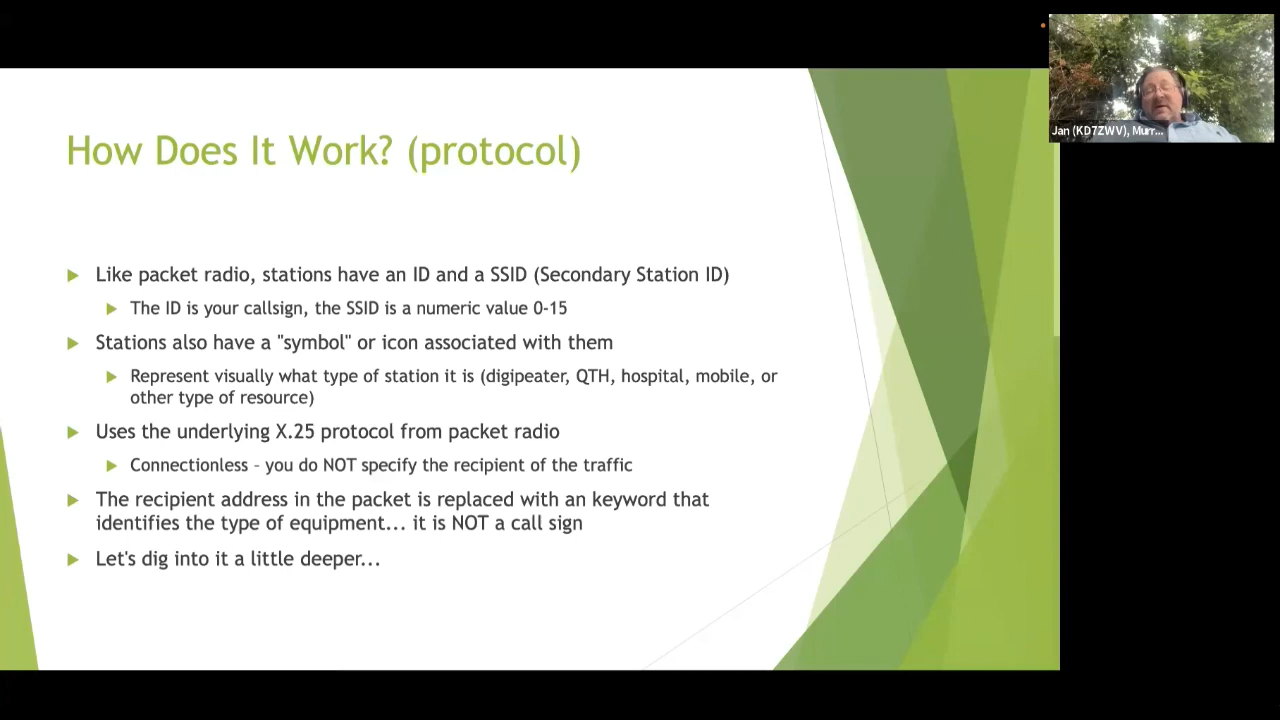 Jan (KD7ZWV), Murr...
How Does It Work? (protocol)
Like packet radio, stations have an ID and a SSID (Secondary Station ID)
The ID is your callsign, the SSID is a numeric value 0-15
Stations also have a "symbol" or icon associated with them
Represent visually what type of station it is (digipeater, QTH, hospital, mobile, or
other type of resource)
Uses the underlying X.25 protocol from packet radio
Connectionless – you do NOT specify the recipient of the traffic
The recipient address in the packet is replaced with an keyword that
identifies the type of equipment... it is NOT a call sign
Let's dig into it a little deeper...